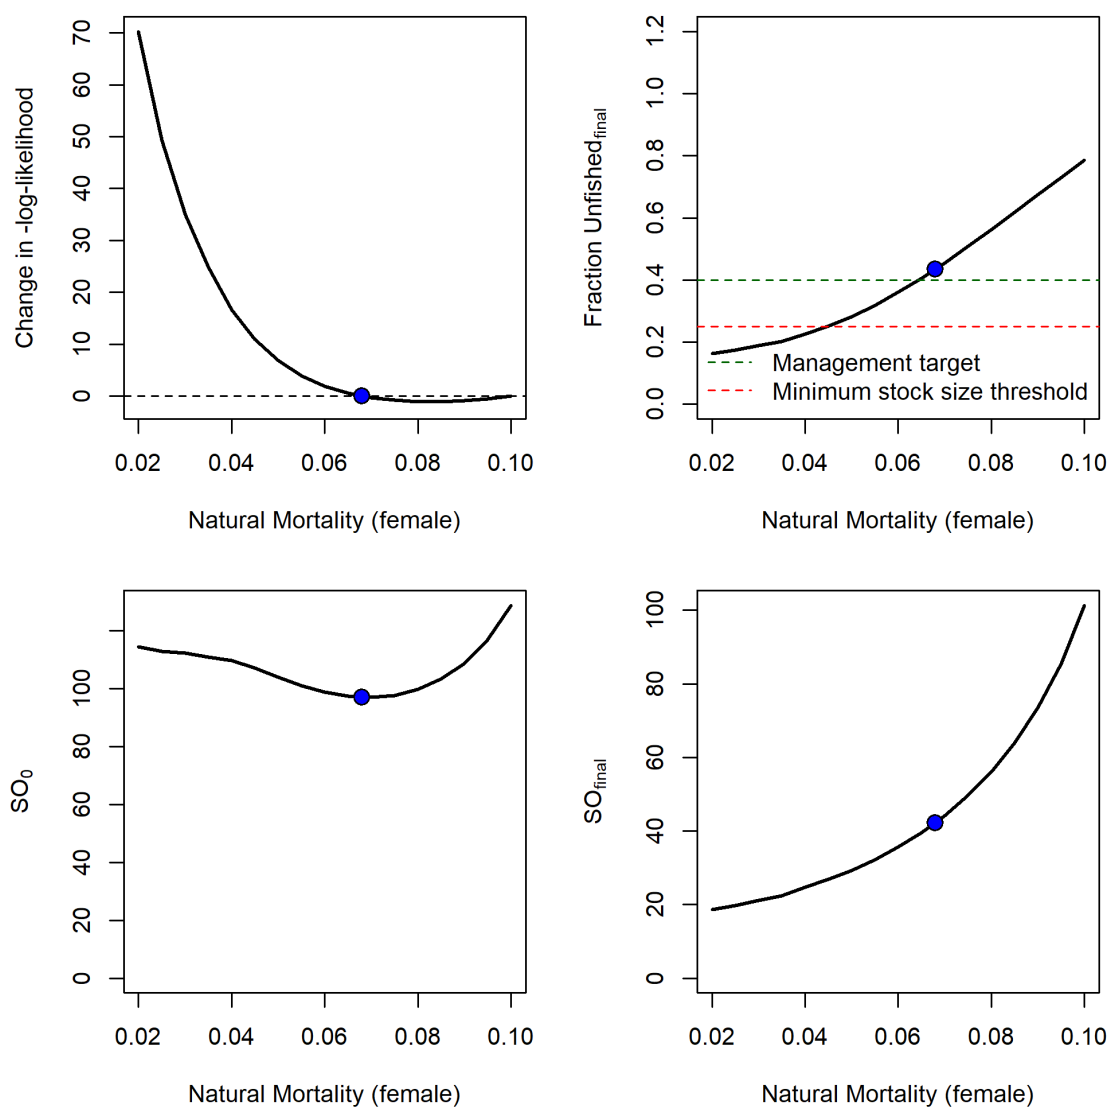 Change in -log-likelihood
70
60
50
40
30
20
10
0
0.02 0.04 0.06 0.08 0.10
Natural Mortality (female)
Fraction Unfished_final
1.2
1.0
0.8
0.6
0.4
0.2
0.0
Management target
Minimum stock size threshold
0.02 0.04 0.06 0.08 0.10
Natural Mortality (female)
SO_0
100
80
60
40
20
0
0.02 0.04 0.06 0.08 0.10
Natural Mortality (female)
SO_final
100
80
60
40
20
0
0.02 0.04 0.06 0.08 0.10
Natural Mortality (female)